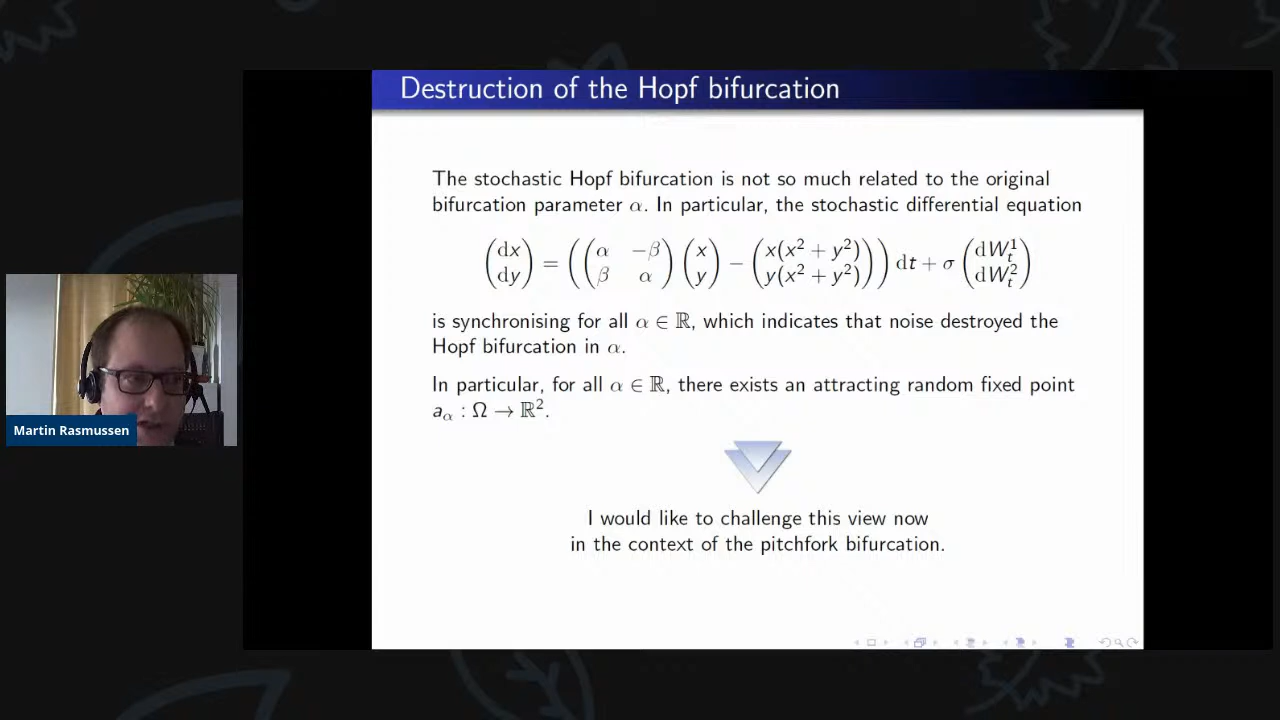 Destruction of the Hopf bifurcation
The stochastic Hopf bifurcation is not so much related to the original
bifurcation parameter α. In particular, the stochastic differential equation
(dx dy) = ((α −β β α)(x y) − (x(x² + y²) y(x² + y²))) dt + σ (dW¹ₜ dW²ₜ)
is synchronising for all α ∈ ℝ, which indicates that noise destroyed the
Hopf bifurcation in α.
In particular, for all α ∈ ℝ, there exists an attracting random fixed point
aα : Ω → ℝ².
I would like to challenge this view now
in the context of the pitchfork bifurcation.
Martin Rasmussen